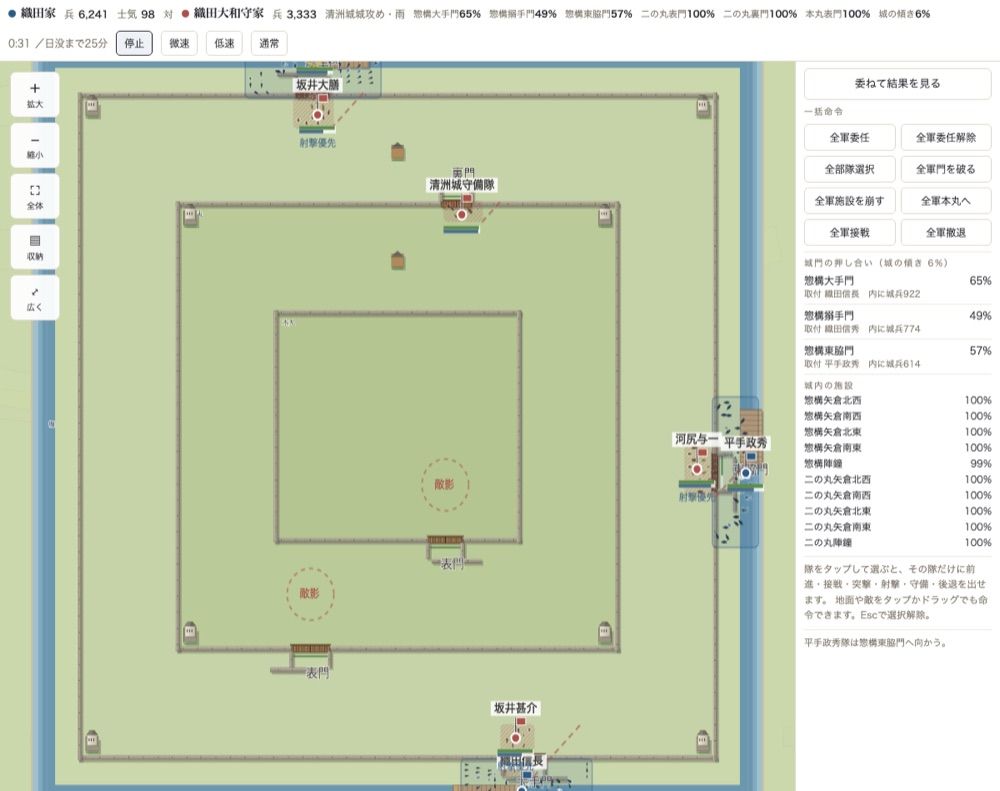 織田家 兵 6,241 士気 98 対 織田大和守家 兵 3,333 清洲城城攻め・雨 惣構大手門65% 惣構搦手門49% 惣構東脇門57% 二の丸表門100% 二の丸裏門100% 本丸表門100% 城の傾き6%
0:31 ／日没まで25分 停止 微速 低速 通常
拡大
縮小
全体
収納
広く
坂井大膳
射撃優先
裏門
清洲城守備隊
河尻与一
平手政秀
射撃優先
敵影
表門
敵影
表門
坂井甚介
織田信長
委ねて結果を見る
一括命令
全軍委任 全軍委任解除
全部隊選択 全軍門を破る
全軍施設を崩す 全軍本丸へ
全軍接戦 全軍撤退
城門の押し合い（城の傾き 6%）
惣構大手門 65%
取付 織田信長 内に城兵922
惣構搦手門 49%
取付 織田信秀 内に城兵774
惣構東脇門 57%
取付 平手政秀 内に城兵614
城内の施設
惣構矢倉北西 100%
惣構矢倉南西 100%
惣構矢倉北東 100%
惣構矢倉南東 100%
惣構陣鐘 99%
二の丸矢倉北西 100%
二の丸矢倉南西 100%
二の丸矢倉北東 100%
二の丸矢倉南東 100%
二の丸陣鐘 100%
隊をタップして選ぶと、その隊だけに前
進・接戦・突撃・射撃・守備・後退を出せ
ます。 地面や敵をタップかドラッグでも命
令できます。Escで選択解除。
平手政秀隊は惣構東脇門へ向かう。